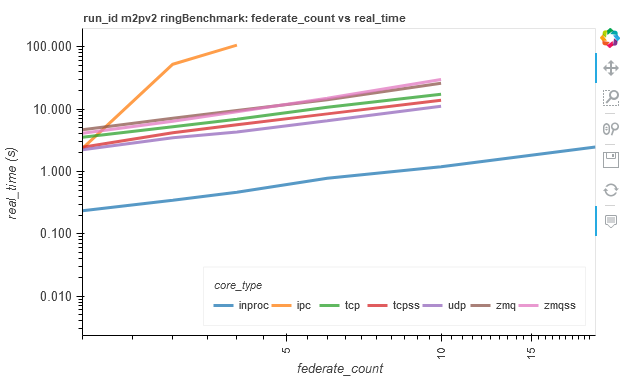 run_id m2pv2 ringBenchmark: federate_count vs real_time
100.000
10.000
1.000
0.100
0.010
real_time (s)
core_type
inproc ipc tcp tcpss udp zmq zmqss
5 10 15
federate_count